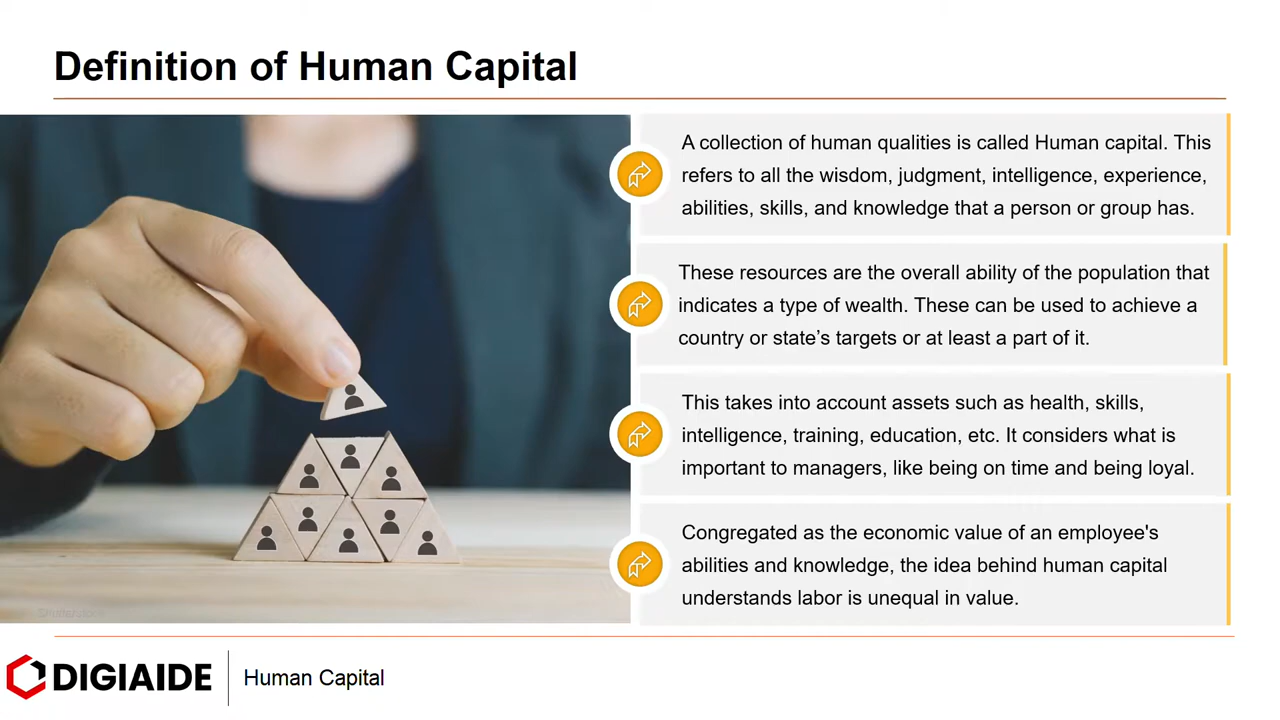 Definition of Human Capital
A collection of human qualities is called Human capital. This
refers to all the wisdom, judgment, intelligence, experience,
abilities, skills, and knowledge that a person or group has.
These resources are the overall ability of the population that
indicates a type of wealth. These can be used to achieve a
country or state’s targets or at least a part of it.
This takes into account assets such as health, skills,
intelligence, training, education, etc. It considers what is
important to managers, like being on time and being loyal.
Congregated as the economic value of an employee's
abilities and knowledge, the idea behind human capital
understands labor is unequal in value.
DIGIAIDE
Human Capital